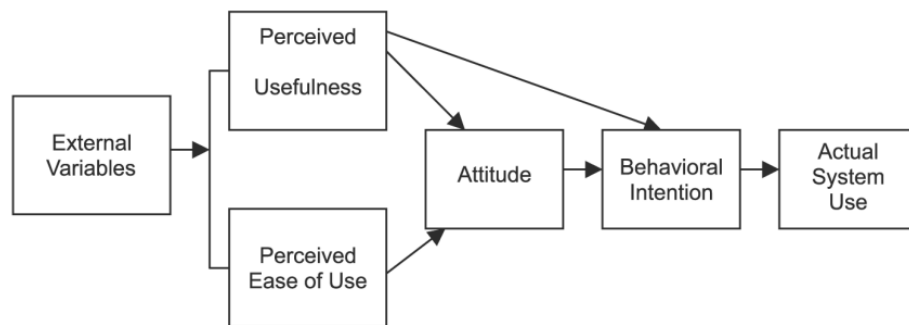 Perceived
Usefulness
External
Variables
Perceived
Ease of Use
Attitude
Behavioral
Intention
Actual
System
Use